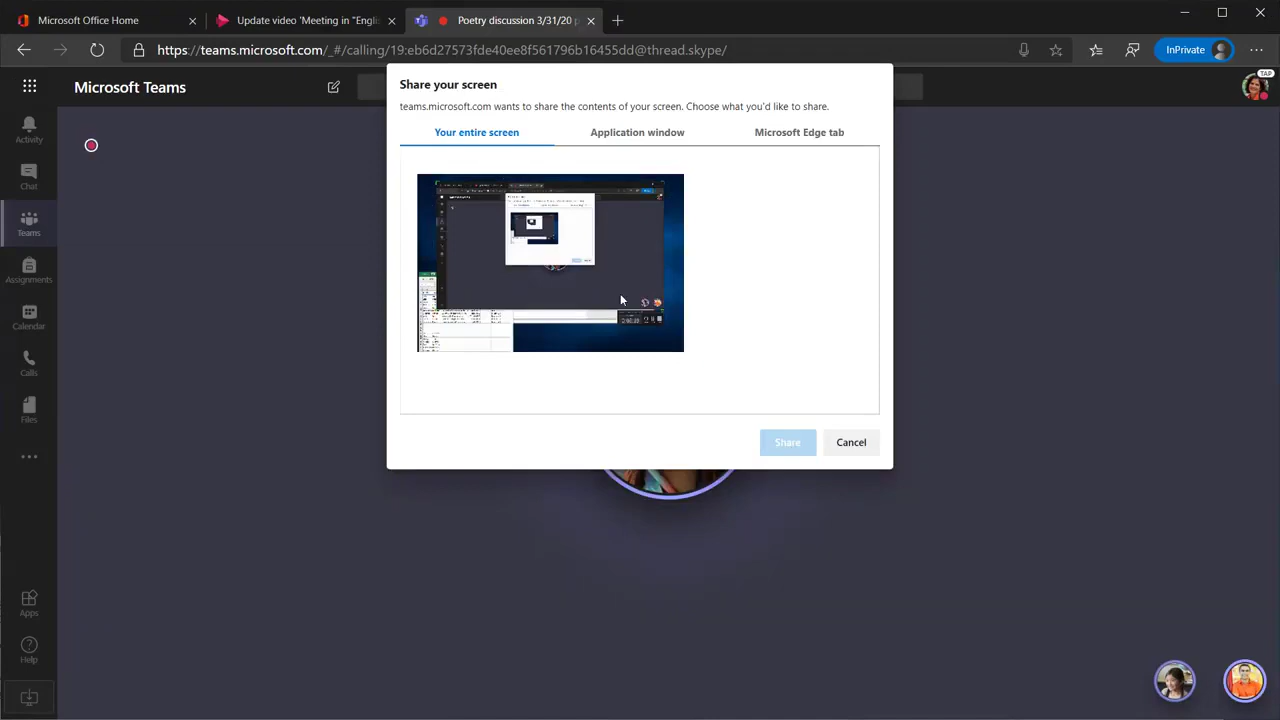 Microsoft Office Home
Update video 'Meeting in "Engli
Poetry discussion 3/31/20 p
https://teams.microsoft.com/_#/calling/19:eb6d27573fde40ee8f561796b16455dd@thread.skype/
InPrivate
Microsoft Teams
TAP
Activity
Chat
Teams
Assignments
Calendar
Calls
Files
Apps
Help
Share your screen
teams.microsoft.com wants to share the contents of your screen. Choose what you'd like to share.
Your entire screen
Application window
Microsoft Edge tab
Share
Cancel